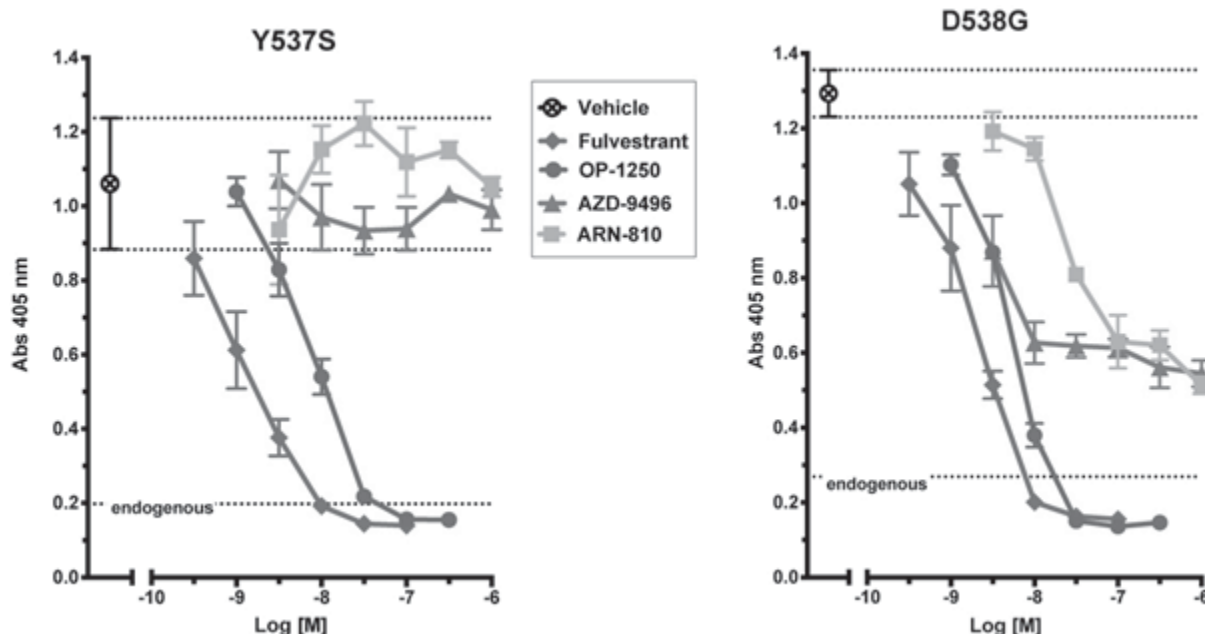 Y537S
1.4
1.2
1.0
0.8
0.6
0.4
0.2
0.0
Abs 405 nm
endogenous
-10
-9
-8
-7
-6
Log [M]
Vehicle
Fulvestrant
OP-1250
AZD-9496
ARN-810
D538G
1.4
1.2
1.0
0.8
0.6
0.4
0.2
0.0
Abs 405 nm
endogenous
-10
-9
-8
-7
-6
Log [M]